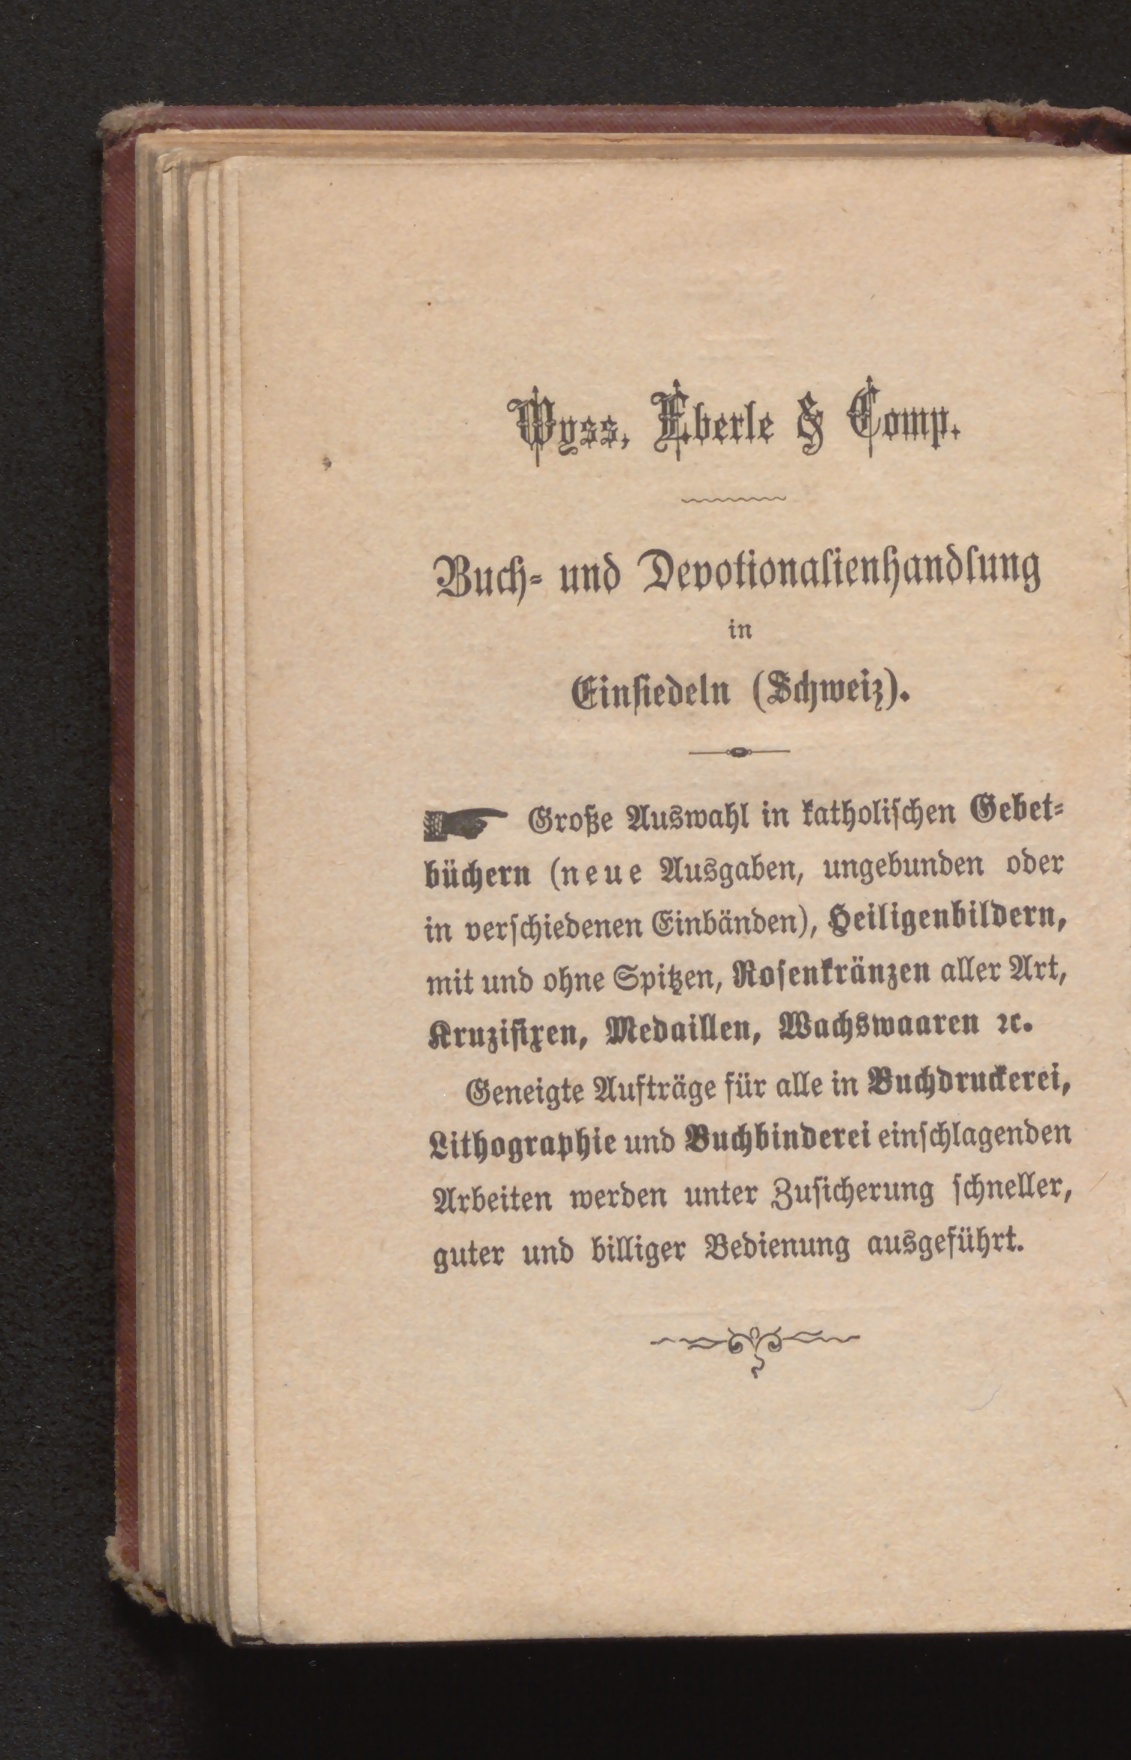 Wyss, Eberle & Comp.
Buch- und Devotionalienhandlung
in
Einsiedeln (Schweiz).
☛ Große Auswahl in katholischen Gebet-
büchern (neue Ausgaben, ungebunden oder
in verschiedenen Einbänden), Heiligenbildern,
mit und ohne Spitzen, Rosenkränzen aller Art,
Kruzifixen, Medaillen, Wachswaaren ꝛc.
Geneigte Aufträge für alle in Buchdruckerei,
Lithographie und Buchbinderei einschlagenden
Arbeiten werden unter Zusicherung schneller,
guter und billiger Bedienung ausgeführt.